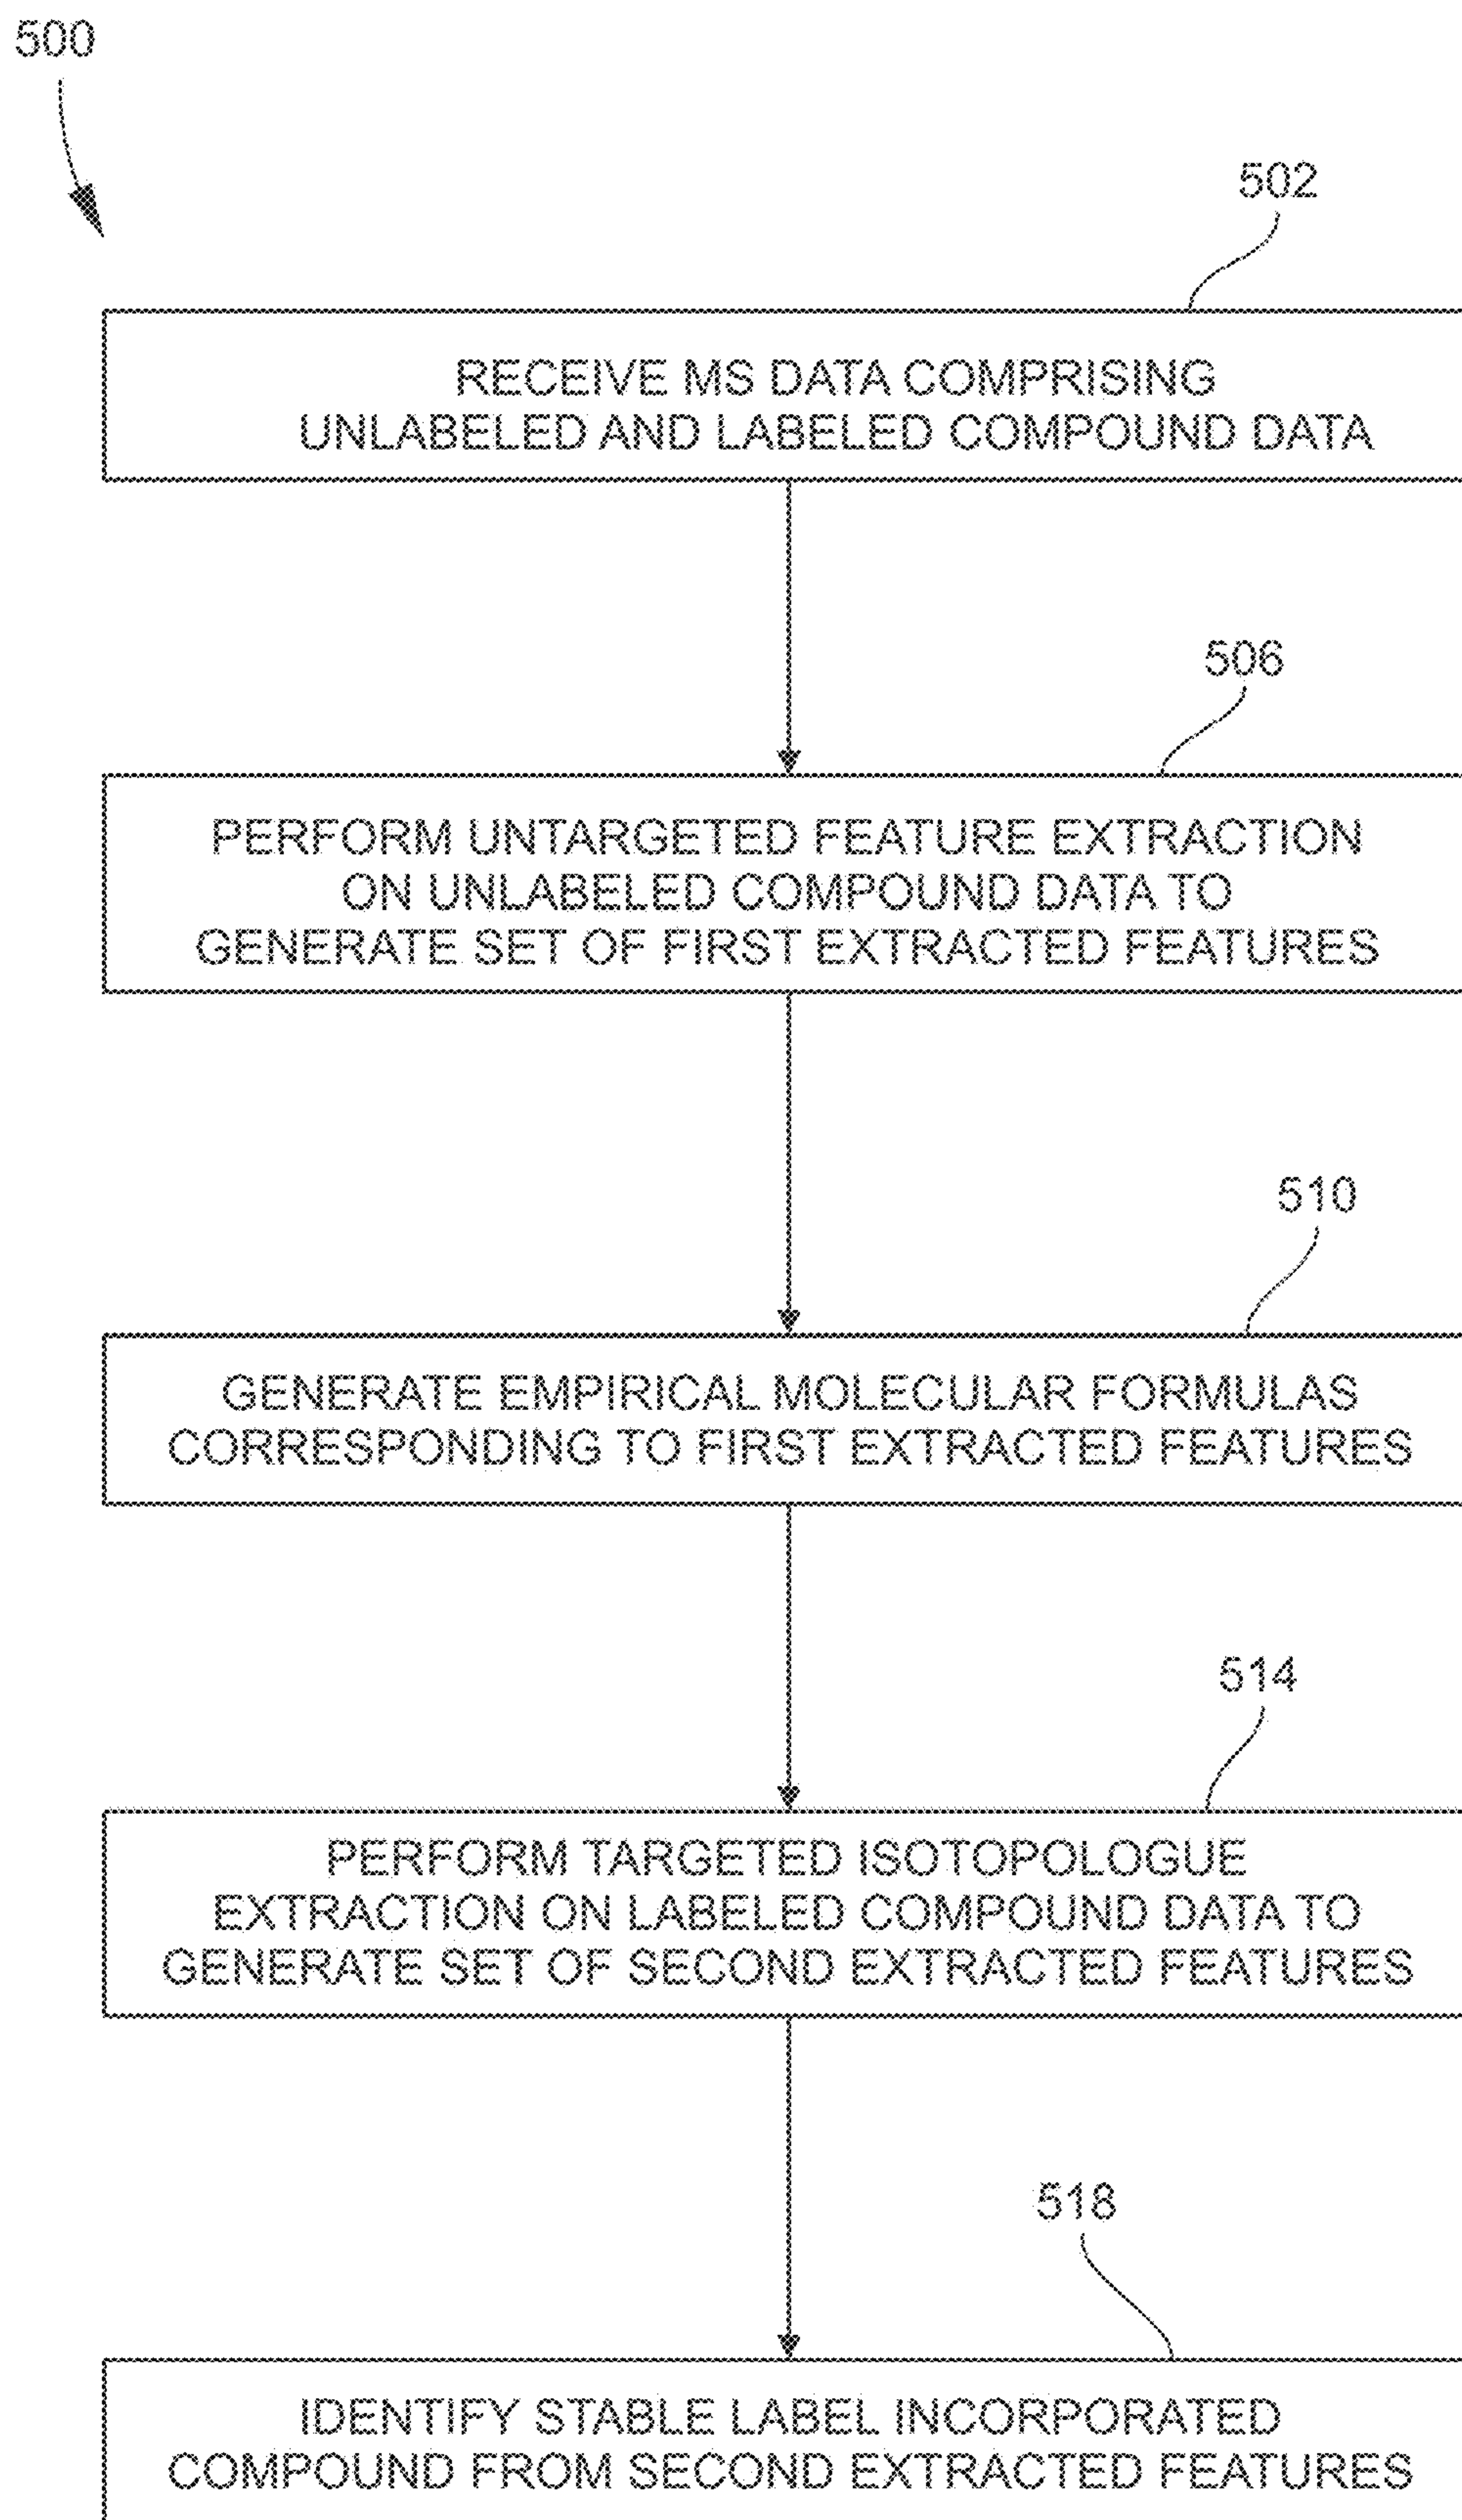 500
502
RECEIVE MS DATA COMPRISING
UNLABELED AND LABELED COMPOUND DATA
506
PERFORM UNTARGETED FEATURE EXTRACTION
ON UNLABELED COMPOUND DATA TO
GENERATE SET OF FIRST EXTRACTED FEATURES
510
GENERATE EMPIRICAL MOLECULAR FORMULAS
CORRESPONDING TO FIRST EXTRACTED FEATURES
514
PERFORM TARGETED ISOTOPOLOGUE
EXTRACTION ON LABELED COMPOUND DATA TO
GENERATE SET OF SECOND EXTRACTED FEATURES
518
IDENTIFY STABLE LABEL INCORPORATED
COMPOUND FROM SECOND EXTRACTED FEATURES